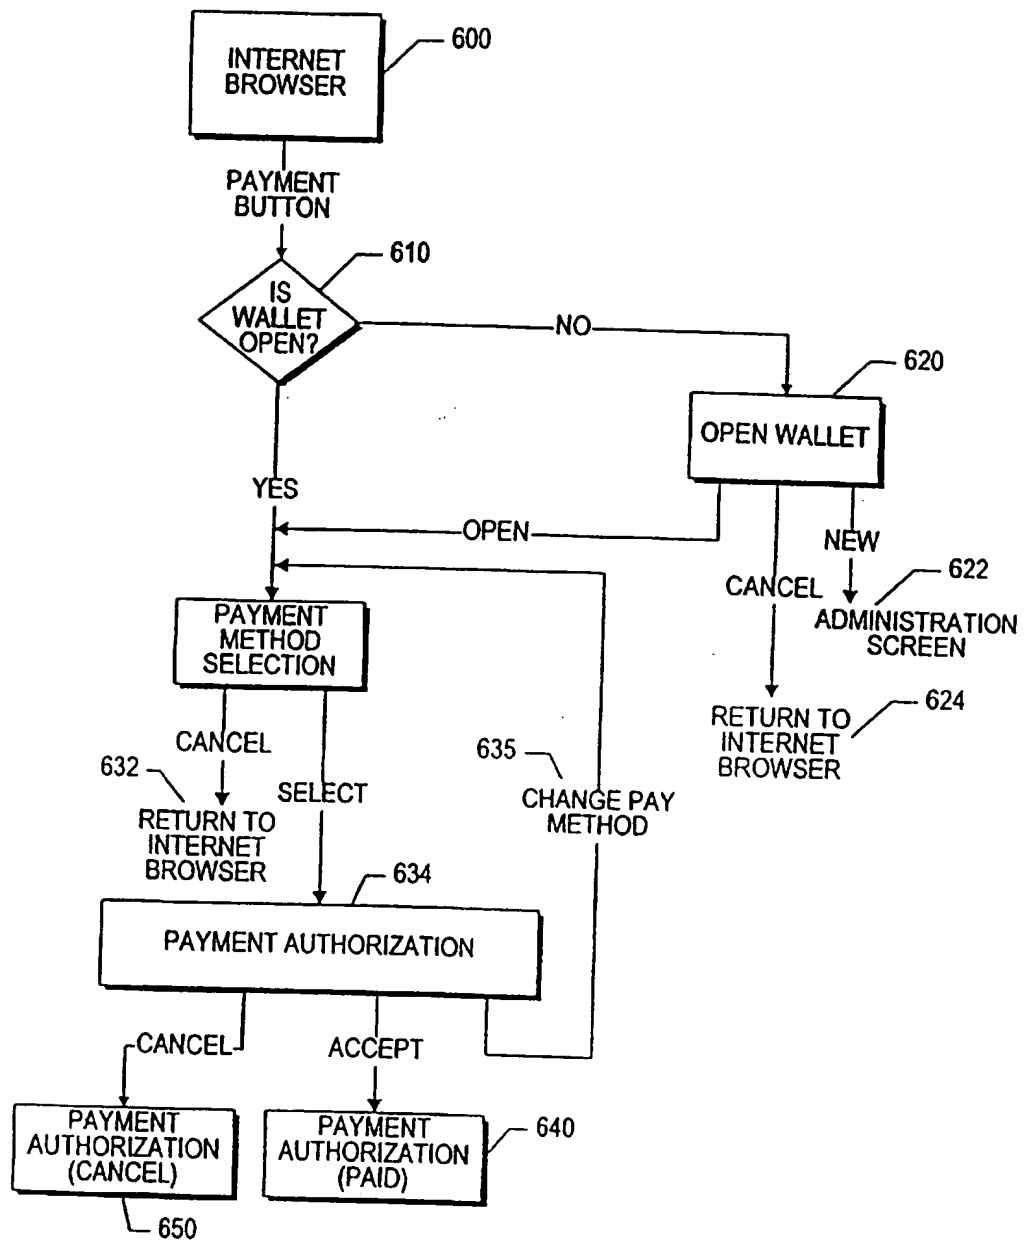 INTERNET
BROWSER
600
PAYMENT
BUTTON
610
IS
WALLET
OPEN?
NO
620
OPEN WALLET
YES
OPEN
NEW
CANCEL
622
ADMINISTRATION
SCREEN
PAYMENT
METHOD
SELECTION
624
RETURN TO
INTERNET
BROWSER
CANCEL
632
SELECT
635
CHANGE PAY
METHOD
RETURN TO
INTERNET
BROWSER
634
PAYMENT AUTHORIZATION
CANCEL
ACCEPT
PAYMENT
AUTHORIZATION
(CANCEL)
650
PAYMENT
AUTHORIZATION
(PAID)
640